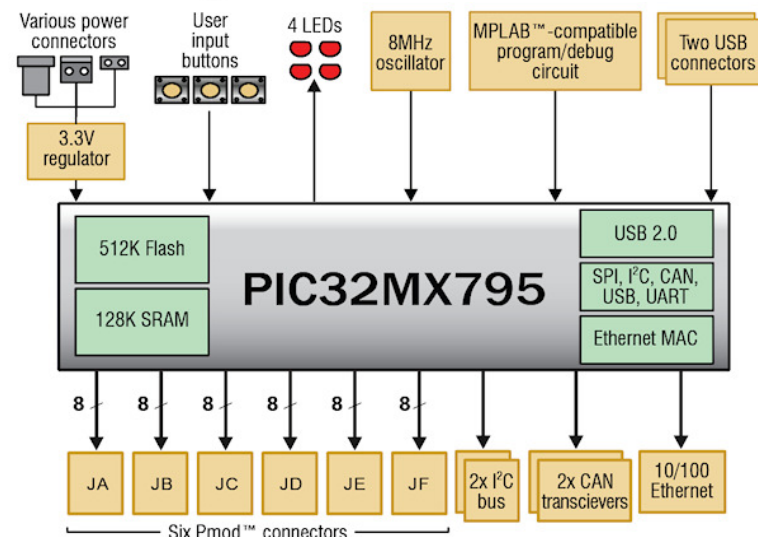 Various power
connectors
User
input
buttons
4 LEDs
8MHz
oscillator
MPLAB™-compatible
program/debug
circuit
Two USB
connectors
3.3V
regulator
512K Flash
128K SRAM
PIC32MX795
USB 2.0
SPI, I²C, CAN,
USB, UART
Ethernet MAC
8
8
8
8
8
8
JA
JB
JC
JD
JE
JF
2x I²C
bus
2x CAN
transcievers
10/100
Ethernet
Six Pmod™ connectors